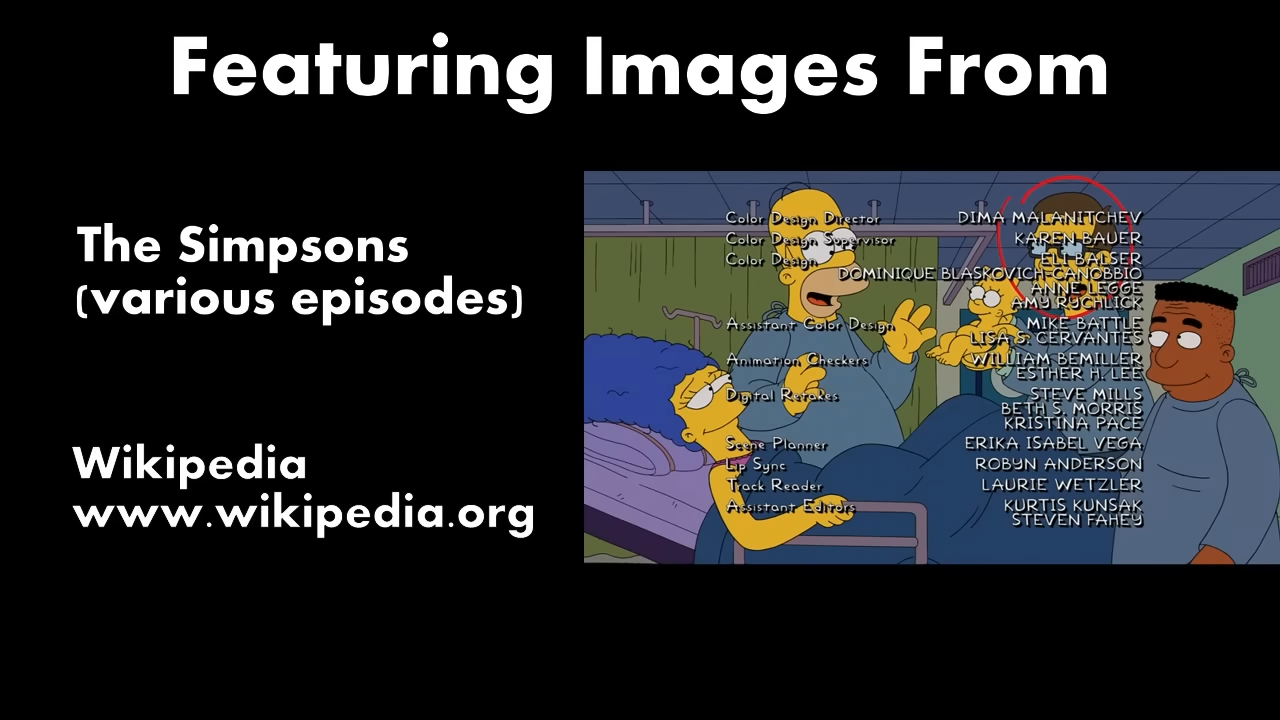 Featuring Images From
The Simpsons
(various episodes)
Wikipedia
www.wikipedia.org
Color Design Director DIMA MALANITCHEV
Color Design Supervisor KAREN BAUER
Color Design ELI BALSER
DOMINIQUE BLASKOVICH-CANOBBIO
ANNE LEGGE
AMY RYCHLICK
Assistant Color Design MIKE BATTLE
LISA S. CERVANTES
Animation Checkers WILLIAM BEMILLER
ESTHER H. LEE
Digital Retakes STEVE MILLS
BETH S. MORRIS
KRISTINA PACE
Scene Planner ERIKA ISABEL VEGA
Lip Sync ROBYN ANDERSON
Track Reader LAURIE WETZLER
Assistant Editors KURTIS KUNSAK
STEVEN FAHEY